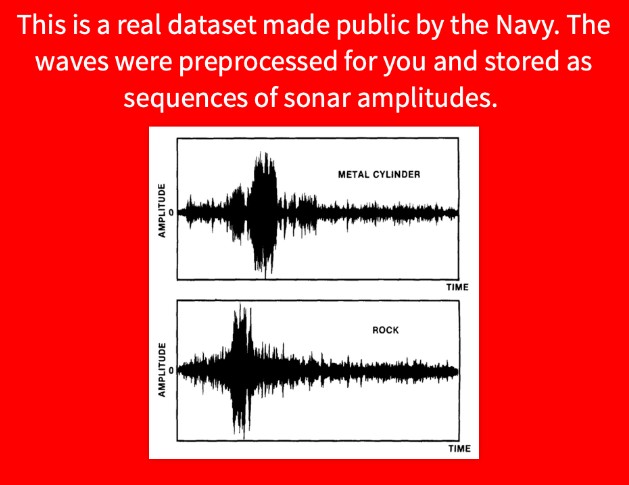 This is a real dataset made public by the Navy. The
waves were preprocessed for you and stored as
sequences of sonar amplitudes.
METAL CYLINDER
AMPLITUDE
0
TIME
ROCK
AMPLITUDE
0
TIME